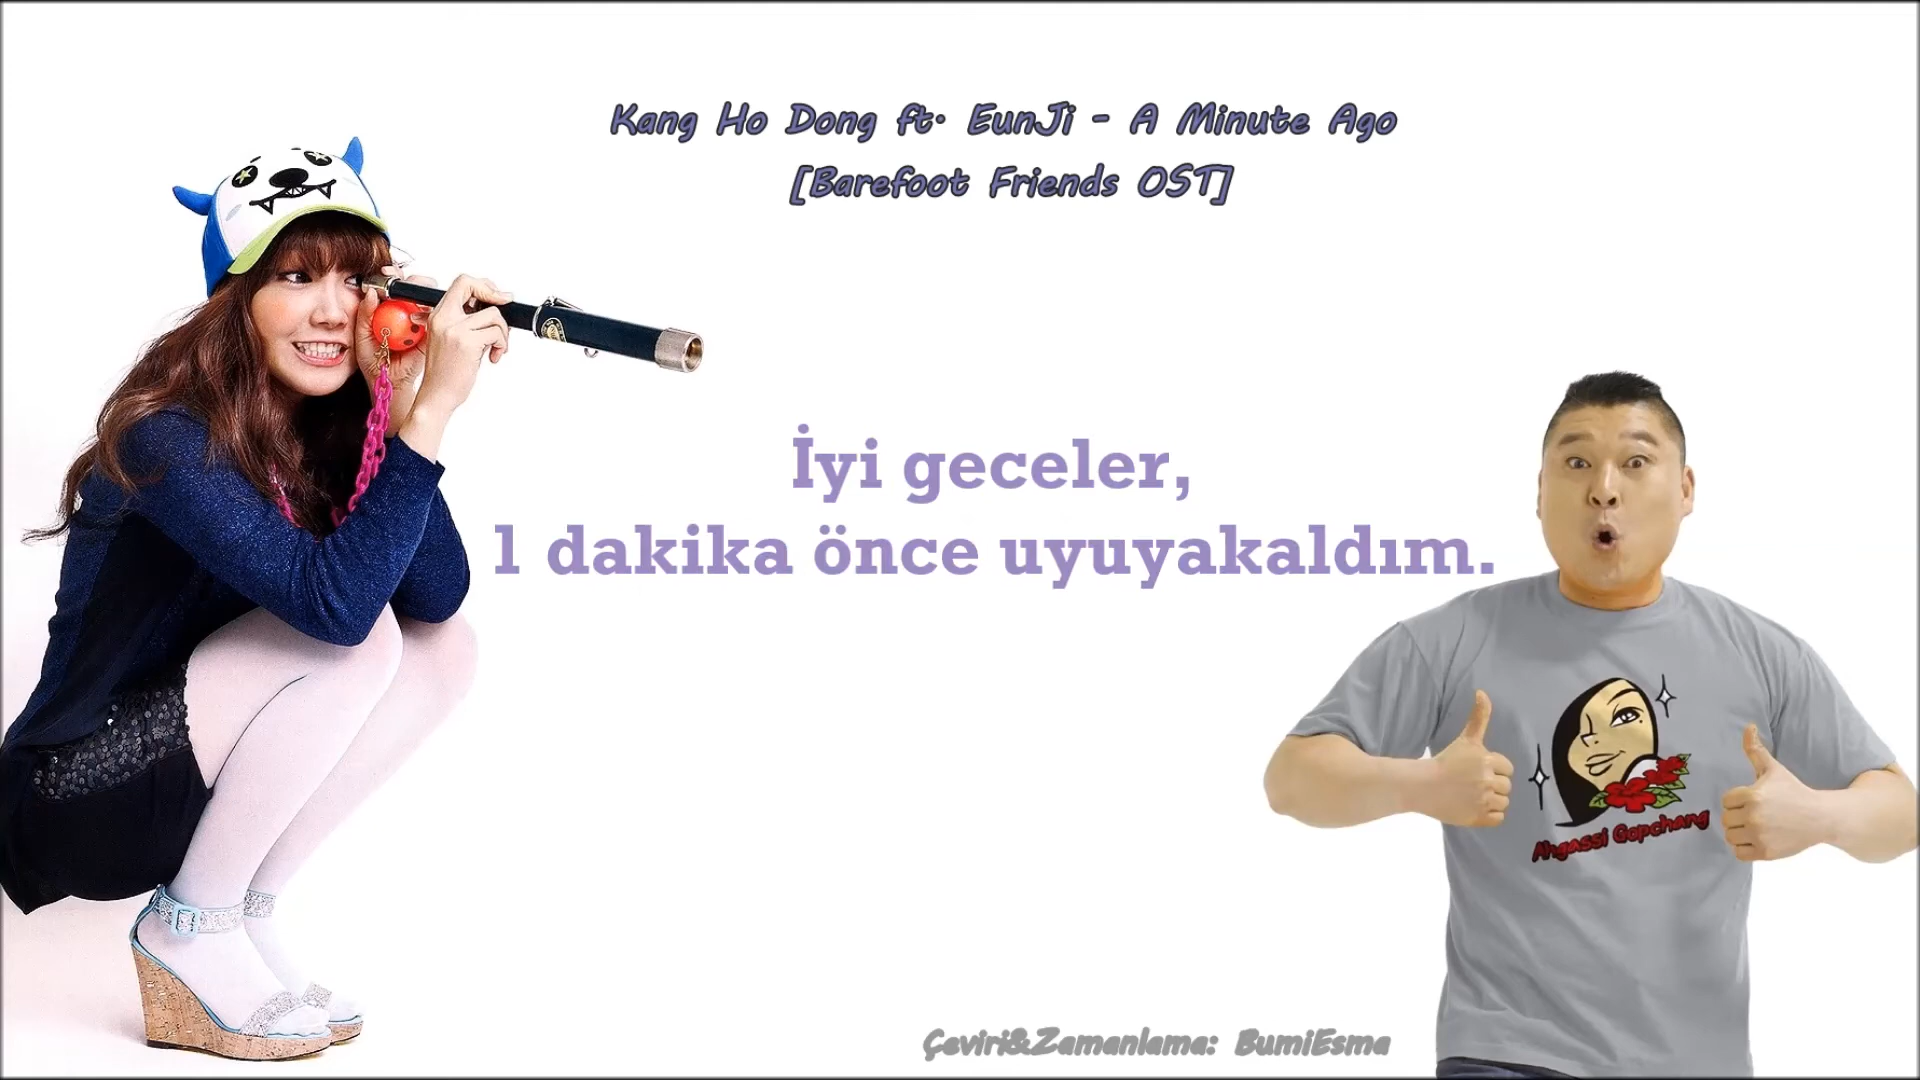 Kang Ho Dong ft. EunJi - A Minute Ago
[Barefoot Friends OST]
İyi geceler,
1 dakika önce uyuyakaldım.
Ahgassi Gopchang
Çeviri&Zamanlama: BumiEsma